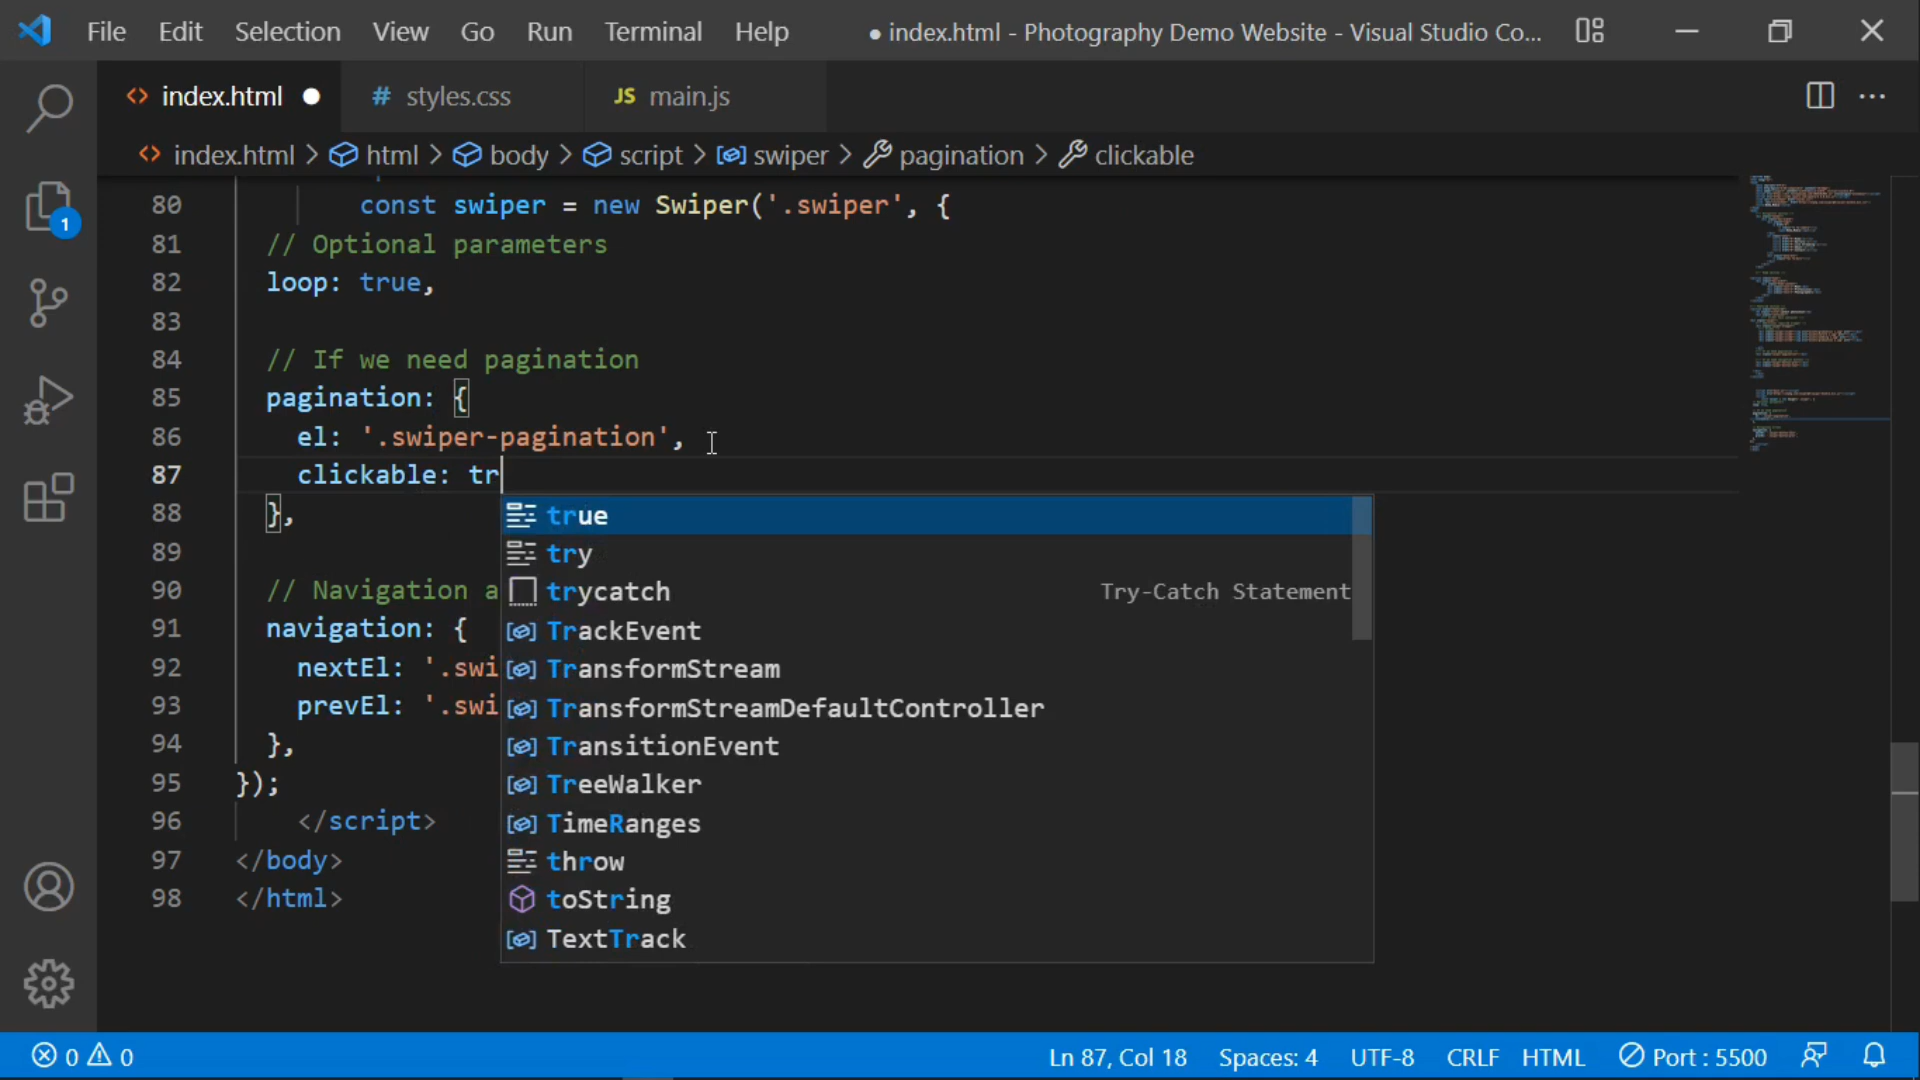 File Edit Selection View Go Run Terminal Help ● index.html - Photography Demo Website - Visual Studio Co...
index.html ● # styles.css JS main.js ...
index.html > html > body > script > swiper > pagination > clickable
80 const swiper = new Swiper('.swiper', {
81 // Optional parameters
82 loop: true,
83
84 // If we need pagination
85 pagination: {
86 el: '.swiper-pagination',
87 clickable: tr
88 },
true
89
try
90 // Navigation a
trycatch Try-Catch Statement
91 navigation: {
TrackEvent
92 nextEl: '.swi
TransformStream
93 prevEl: '.swi
TransformStreamDefaultController
94 },
TransitionEvent
95 });
TreeWalker
96 </script>
TimeRanges
97 </body>
throw
98 </html>
toString
TextTrack
1
0 0 Ln 87, Col 18 Spaces: 4 UTF-8 CRLF HTML Port : 5500